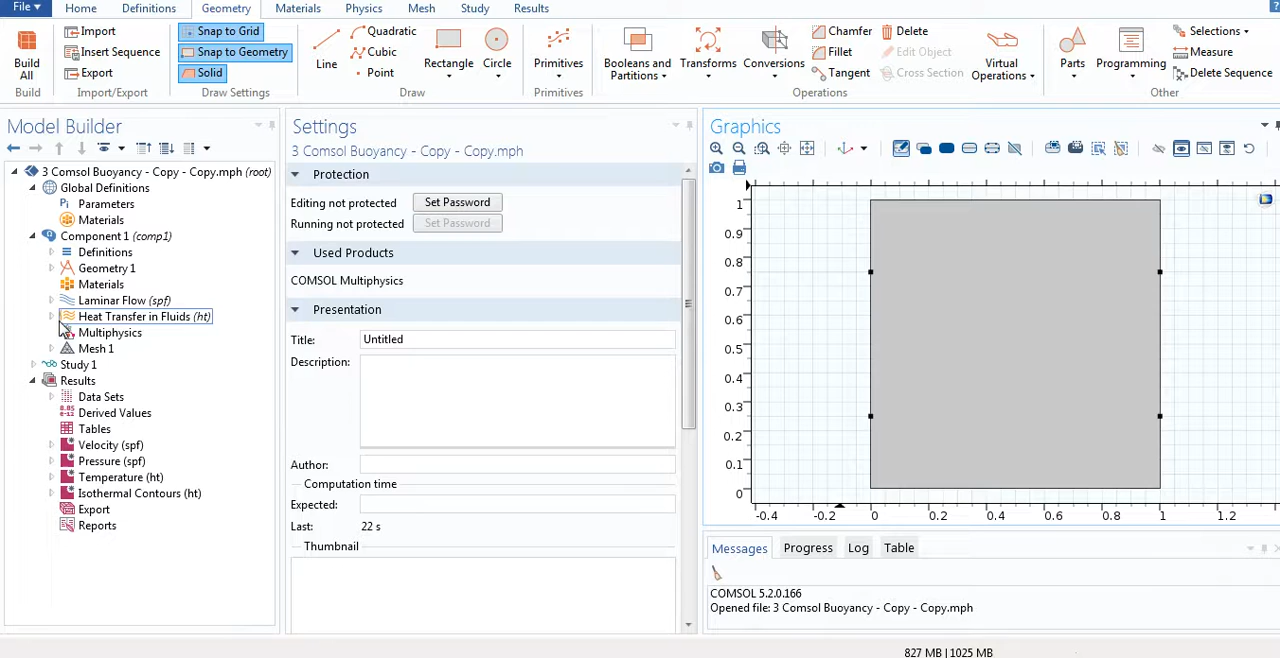 File ▾ Home Definitions Geometry Materials Physics Mesh Study Results
Build All
Build
Import
Insert Sequence
Export
Import/Export
Snap to Grid
Snap to Geometry
Solid
Draw Settings
Line
Quadratic
Cubic
Point
Rectangle
Circle
Draw
Primitives
Primitives
Booleans and Partitions
Transforms
Conversions
Chamfer
Fillet
Tangent
Delete
Edit Object
Cross Section
Virtual Operations
Operations
Parts
Programming
Selections
Measure
Delete Sequence
Other
Model Builder
3 Comsol Buoyancy - Copy - Copy.mph (root)
Global Definitions
Pi Parameters
Materials
Component 1 (comp1)
Definitions
Geometry 1
Materials
Laminar Flow (spf)
Heat Transfer in Fluids (ht)
Multiphysics
Mesh 1
Study 1
Results
Data Sets
8.85 e-12 Derived Values
Tables
Velocity (spf)
Pressure (spf)
Temperature (ht)
Isothermal Contours (ht)
Export
Reports
Settings
3 Comsol Buoyancy - Copy - Copy.mph
Protection
Editing not protected Set Password
Running not protected Set Password
Used Products
COMSOL Multiphysics
Presentation
Title: Untitled
Description:
Author:
Computation time
Expected:
Last: 22 s
Thumbnail
Graphics
1
0.9
0.8
0.7
0.6
0.5
0.4
0.3
0.2
0.1
0
-0.4 -0.2 0 0.2 0.4 0.6 0.8 1 1.2
Messages Progress Log Table
COMSOL 5.2.0.166
Opened file: 3 Comsol Buoyancy - Copy - Copy.mph
827 MB | 1025 MB